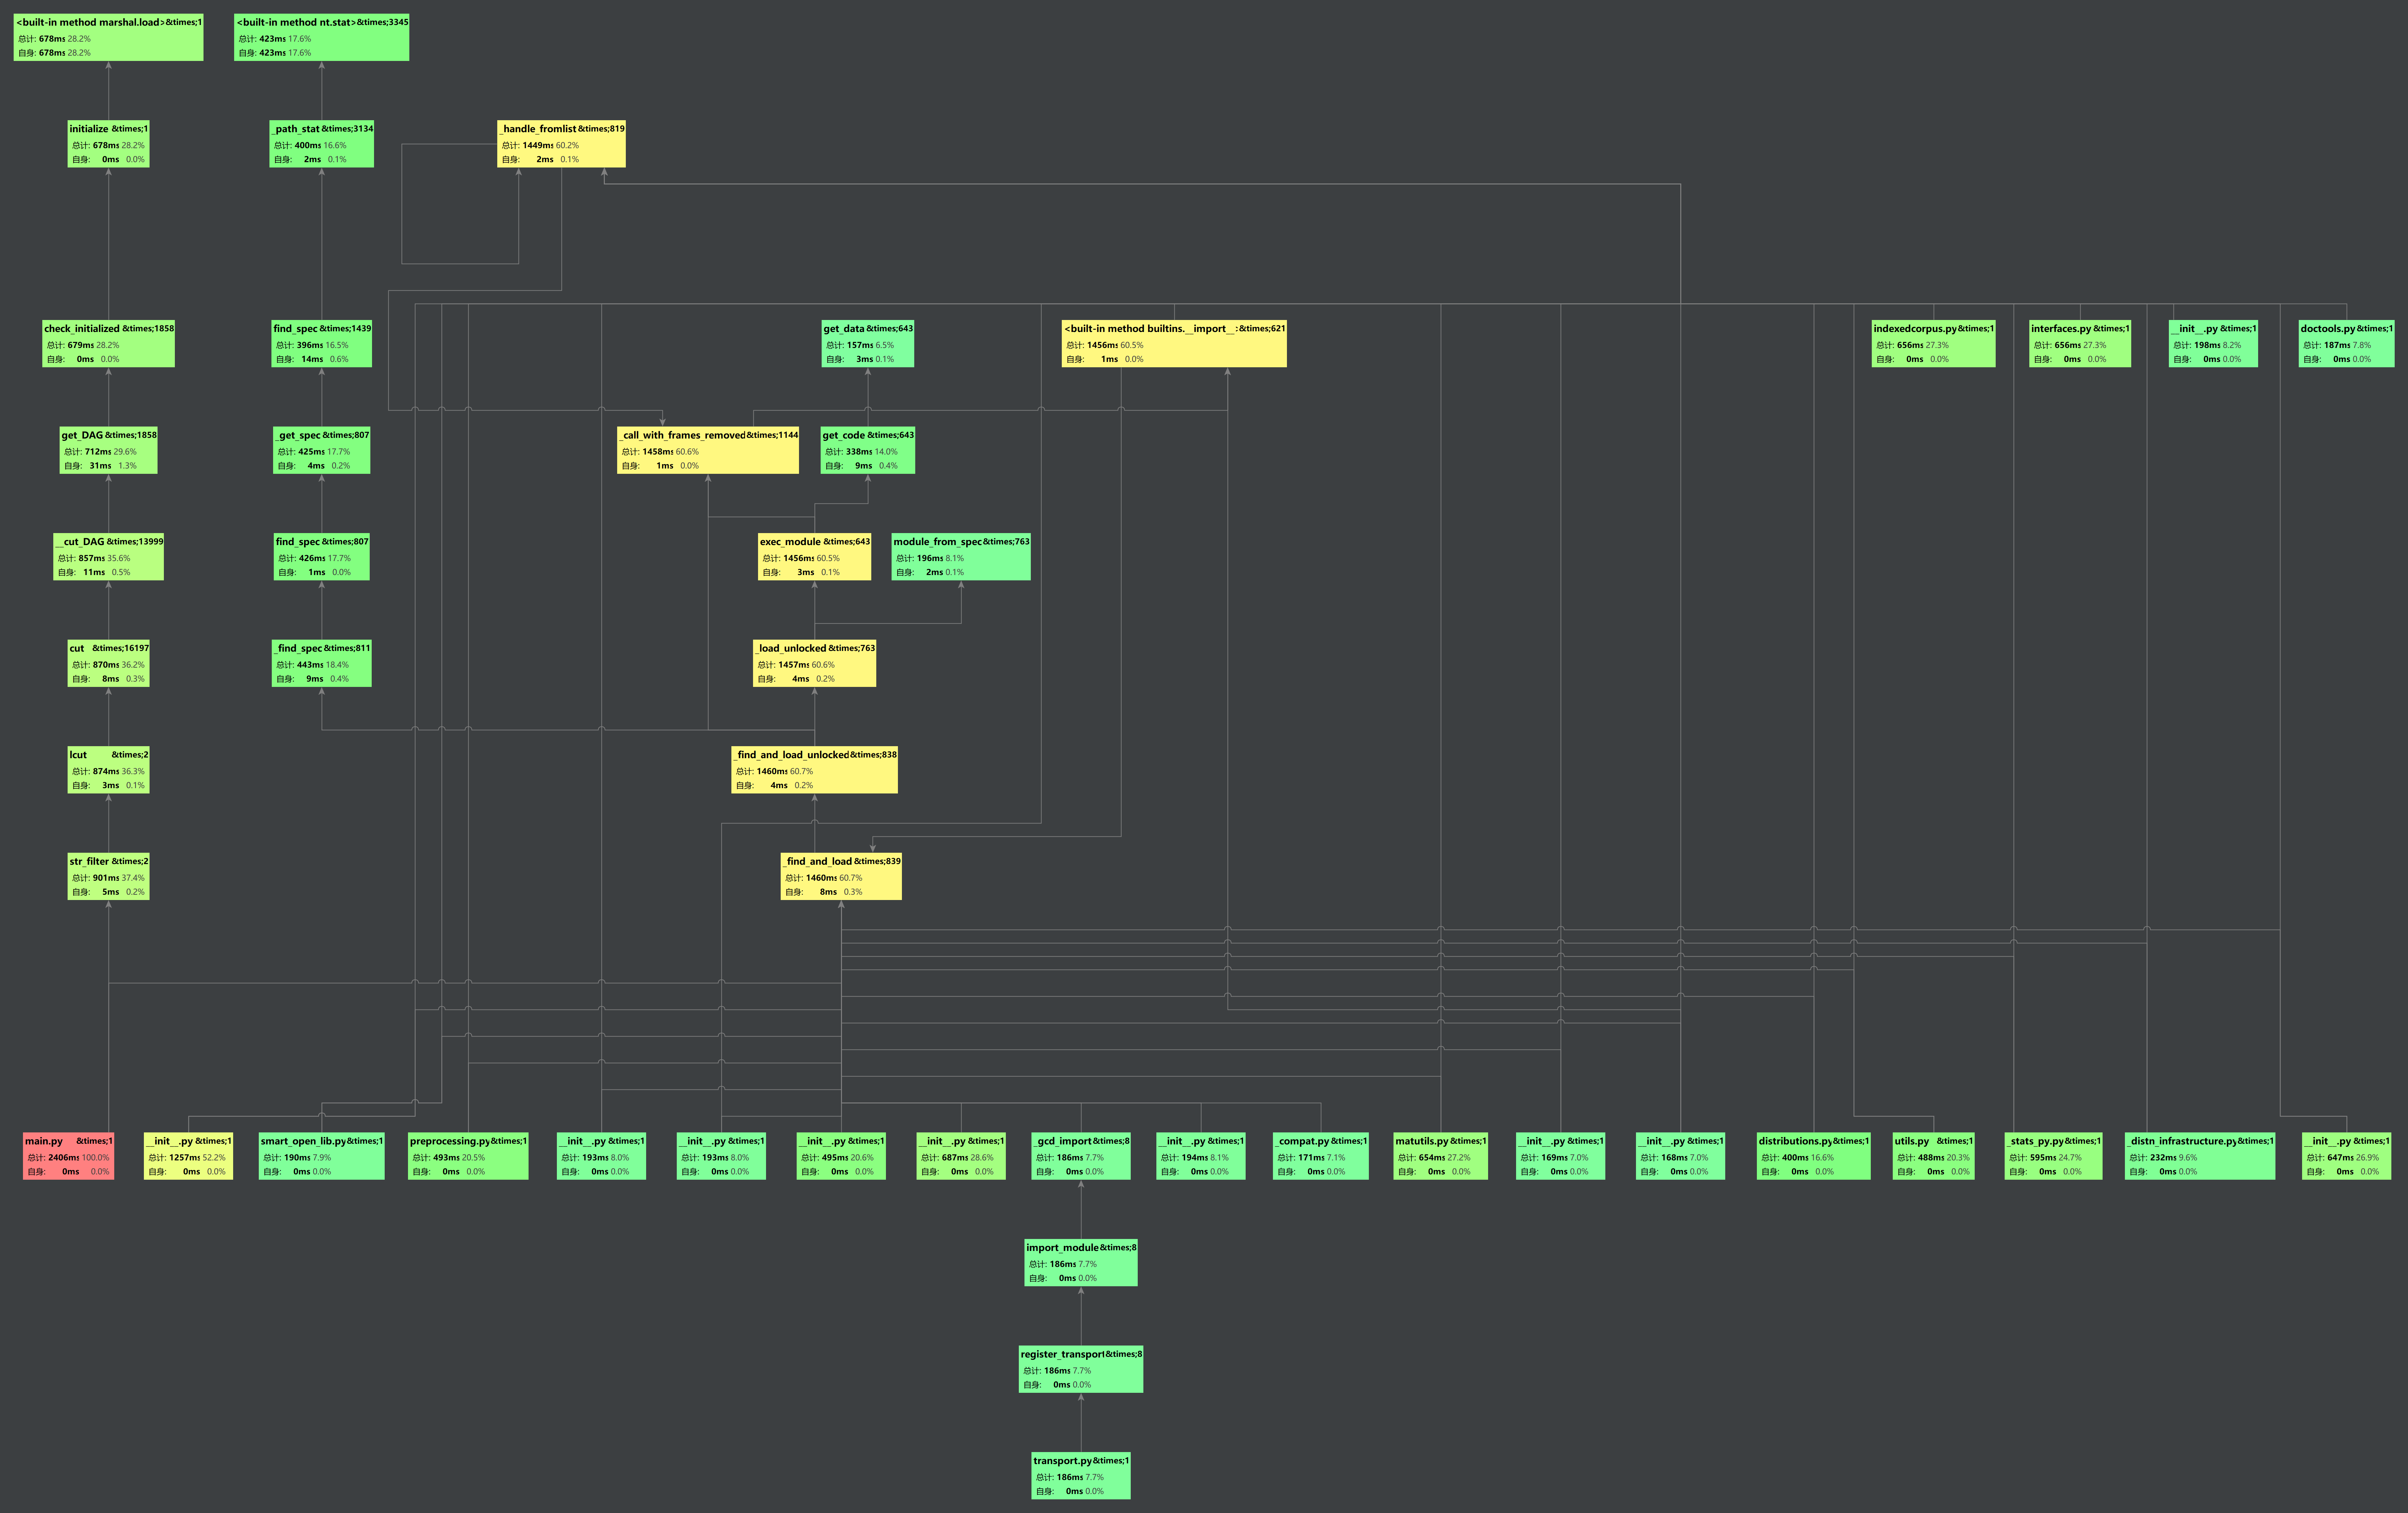 <built-in method marshal.load>&times;1
总计: 678ms 28.2%
自身: 678ms 28.2%
<built-in method nt.stat>&times;3345
总计: 423ms 17.6%
自身: 423ms 17.6%
initialize &times;1
总计: 678ms 28.2%
自身: 0ms 0.0%
_path_stat &times;3134
总计: 400ms 16.6%
自身: 2ms 0.1%
_handle_fromlist &times;819
总计: 1449ms 60.2%
自身: 2ms 0.1%
check_initialized &times;1858
总计: 679ms 28.2%
自身: 0ms 0.0%
find_spec &times;1439
总计: 396ms 16.5%
自身: 14ms 0.6%
get_data &times;643
总计: 157ms 6.5%
自身: 3ms 0.1%
<built-in method builtins.__import__: &times;621
总计: 1456ms 60.5%
自身: 1ms 0.0%
indexedcorpus.py &times;1
总计: 656ms 27.3%
自身: 0ms 0.0%
interfaces.py &times;1
总计: 656ms 27.3%
自身: 0ms 0.0%
__init__.py &times;1
总计: 198ms 8.2%
自身: 0ms 0.0%
doctools.py &times;1
总计: 187ms 7.8%
自身: 0ms 0.0%
get_DAG &times;1858
总计: 712ms 29.6%
自身: 31ms 1.3%
_get_spec &times;807
总计: 425ms 17.7%
自身: 4ms 0.2%
_call_with_frames_removed &times;1144
总计: 1458ms 60.6%
自身: 1ms 0.0%
get_code &times;643
总计: 338ms 14.0%
自身: 9ms 0.4%
__cut_DAG &times;13999
总计: 857ms 35.6%
自身: 11ms 0.5%
find_spec &times;807
总计: 426ms 17.7%
自身: 1ms 0.0%
exec_module &times;643
总计: 1456ms 60.5%
自身: 3ms 0.1%
module_from_spec &times;763
总计: 196ms 8.1%
自身: 2ms 0.1%
cut &times;16197
总计: 870ms 36.2%
自身: 8ms 0.3%
_find_spec &times;811
总计: 443ms 18.4%
自身: 9ms 0.4%
_load_unlocked &times;763
总计: 1457ms 60.6%
自身: 4ms 0.2%
lcut &times;2
总计: 874ms 36.3%
自身: 3ms 0.1%
_find_and_load_unlocked &times;838
总计: 1460ms 60.7%
自身: 4ms 0.2%
str_filter &times;2
总计: 901ms 37.4%
自身: 5ms 0.2%
_find_and_load &times;839
总计: 1460ms 60.7%
自身: 8ms 0.3%
main.py &times;1
总计: 2406ms 100.0%
自身: 0ms 0.0%
__init__.py &times;1
总计: 1257ms 52.2%
自身: 0ms 0.0%
smart_open_lib.py &times;1
总计: 190ms 7.9%
自身: 0ms 0.0%
preprocessing.py &times;1
总计: 493ms 20.5%
自身: 0ms 0.0%
__init__.py &times;1
总计: 193ms 8.0%
自身: 0ms 0.0%
__init__.py &times;1
总计: 193ms 8.0%
自身: 0ms 0.0%
__init__.py &times;1
总计: 495ms 20.6%
自身: 0ms 0.0%
__init__.py &times;1
总计: 687ms 28.6%
自身: 0ms 0.0%
_gcd_import &times;8
总计: 186ms 7.7%
自身: 0ms 0.0%
__init__.py &times;1
总计: 194ms 8.1%
自身: 0ms 0.0%
_compat.py &times;1
总计: 171ms 7.1%
自身: 0ms 0.0%
matutils.py &times;1
总计: 654ms 27.2%
自身: 0ms 0.0%
__init__.py &times;1
总计: 169ms 7.0%
自身: 0ms 0.0%
__init__.py &times;1
总计: 168ms 7.0%
自身: 0ms 0.0%
distributions.py &times;1
总计: 400ms 16.6%
自身: 0ms 0.0%
utils.py &times;1
总计: 488ms 20.3%
自身: 0ms 0.0%
_stats_py.py &times;1
总计: 595ms 24.7%
自身: 0ms 0.0%
_distn_infrastructure.py &times;1
总计: 232ms 9.6%
自身: 0ms 0.0%
__init__.py &times;1
总计: 647ms 26.9%
自身: 0ms 0.0%
import_module &times;8
总计: 186ms 7.7%
自身: 0ms 0.0%
register_transport &times;8
总计: 186ms 7.7%
自身: 0ms 0.0%
transport.py &times;1
总计: 186ms 7.7%
自身: 0ms 0.0%